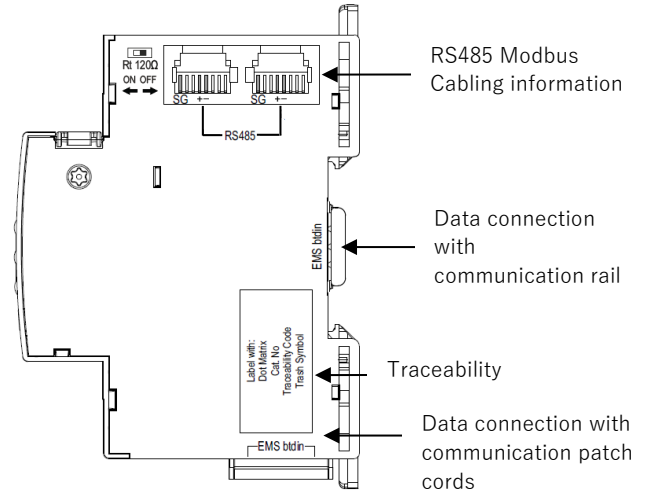 Rt 120Ω
ON OFF
SG +−
SG +−
RS485
RS485 Modbus
Cabling information
EMS btdin
Data connection
with
communication rail
Label with:
Dot Matrix
Cat. No
Traceability Code
Trash Symbol
Traceability
EMS btdin
Data connection with
communication patch
cords